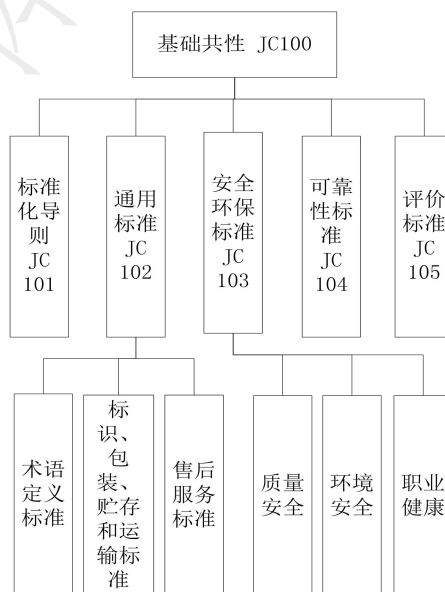 基础共性 JC100
标准
化导
则
JC
101
通用
标准
JC
102
安全
环保
标准
JC
103
可靠
性标
准
JC
104
评价
标准
JC
105
术语
定义
标准
标
识、
包
装、
贮存
和运
输标
准
售后
服务
标准
质量
安全
环境
安全
职业
健康